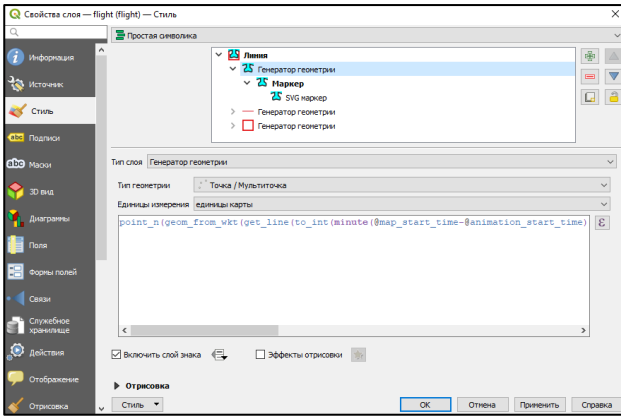 Свойства слоя — flight (flight) — Стиль
Простая символика
Информация
Источник
Стиль
abc Подписи
abc Маски
3D вид
Диаграммы
Поля
Формы полей
Связи
Служебное
хранилище
Действия
Отображение
Отрисовка
Линия
Генератор геометрии
Маркер
SVG маркер
Генератор геометрии
Генератор геометрии
Тип слоя Генератор геометрии
Тип геометрии Точка / Мультиточка
Единицы измерения единицы карты
point_n(geom_from_wkt(get_line(to_int(minute(@map_start_time-@animation_start_time)
ε
Включить слой знака
Эффекты отрисовки
Отрисовка
Стиль
OK Отмена Применить Справка